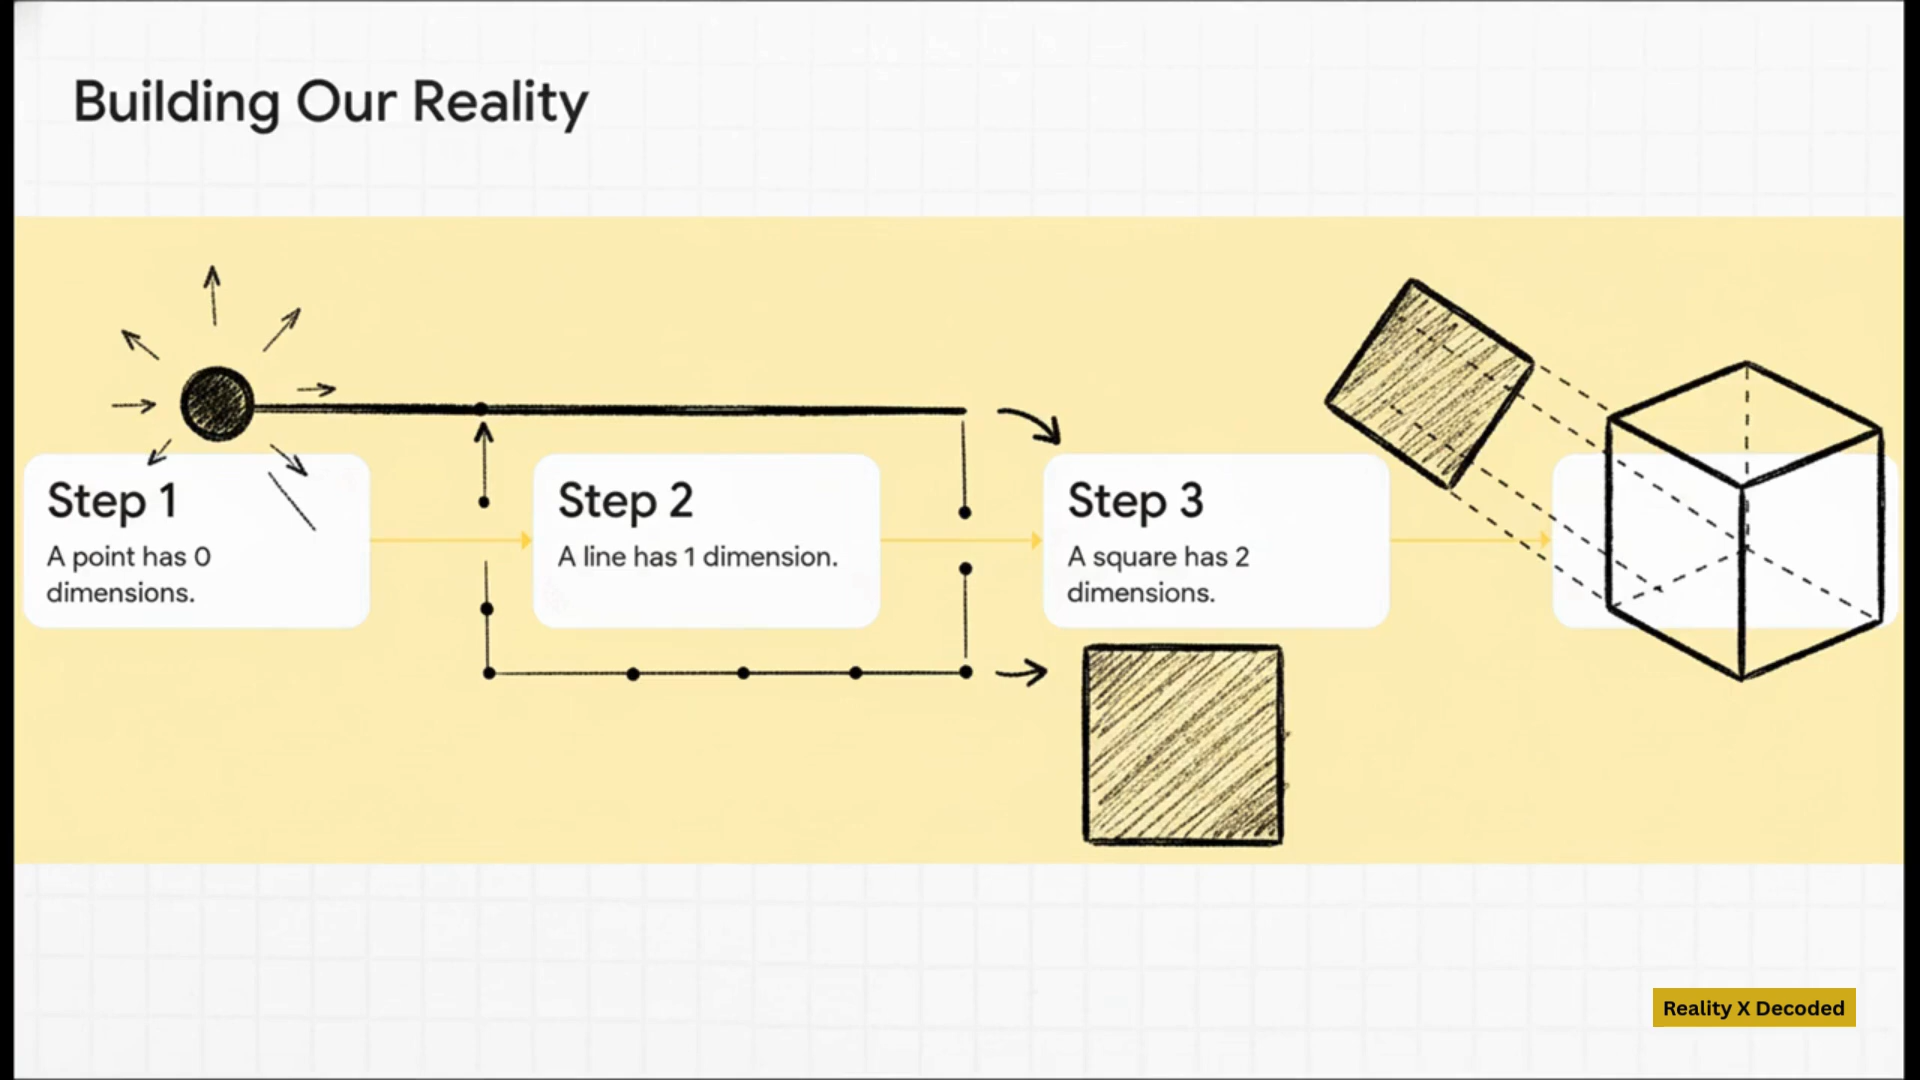 Building Our Reality
Step 1
A point has 0
dimensions.
Step 2
A line has 1 dimension.
Step 3
A square has 2
dimensions.
Reality X Decoded